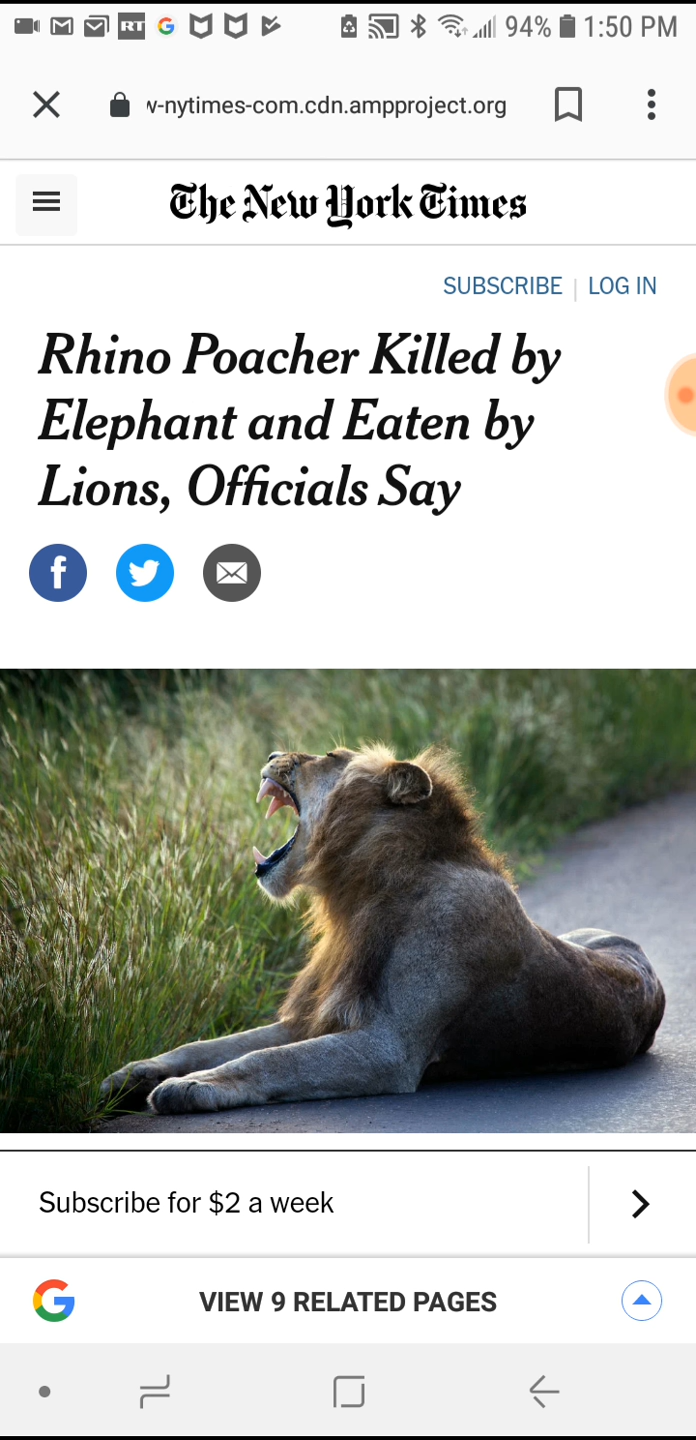 RT G 94% 1:50 PM
v-nytimes-com.cdn.ampproject.org
The New York Times
SUBSCRIBE | LOG IN
Rhino Poacher Killed by
Elephant and Eaten by
Lions, Officials Say
f
Subscribe for $2 a week
G VIEW 9 RELATED PAGES